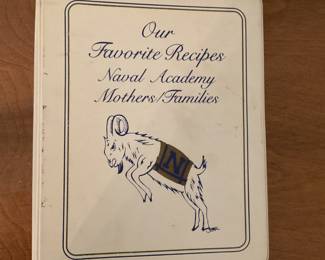 Our
Favorite Recipes
Naval Academy
Mothers/Families
N